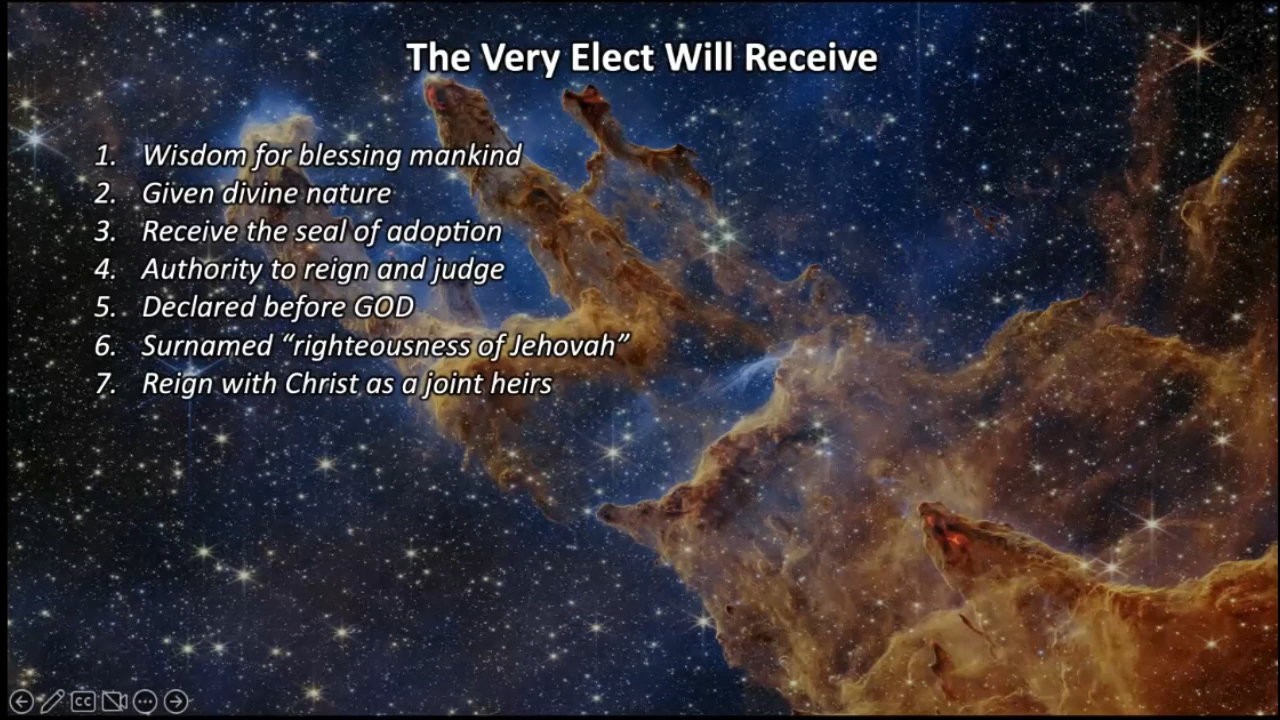 The Very Elect Will Receive
1. Wisdom for blessing mankind
2. Given divine nature
3. Receive the seal of adoption
4. Authority to reign and judge
5. Declared before GOD
6. Surnamed “righteousness of Jehovah”
7. Reign with Christ as a joint heirs
CC